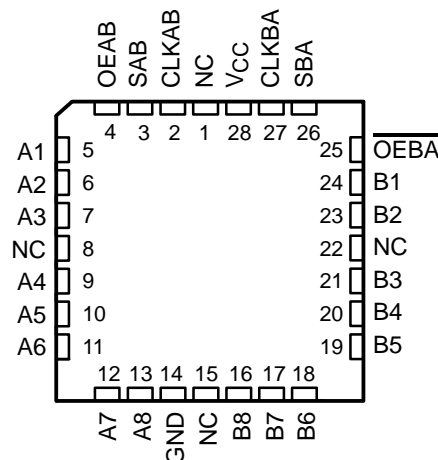 OEAB SAB CLKAB NC VCC CLKBA SBA
4 3 2 1 28 27 26
A1 5 25 OEBA
A2 6 24 B1
A3 7 23 B2
NC 8 22 NC
A4 9 21 B3
A5 10 20 B4
A6 11 19 B5
12 13 14 15 16 17 18
A7 A8 GND NC B8 B7 B6